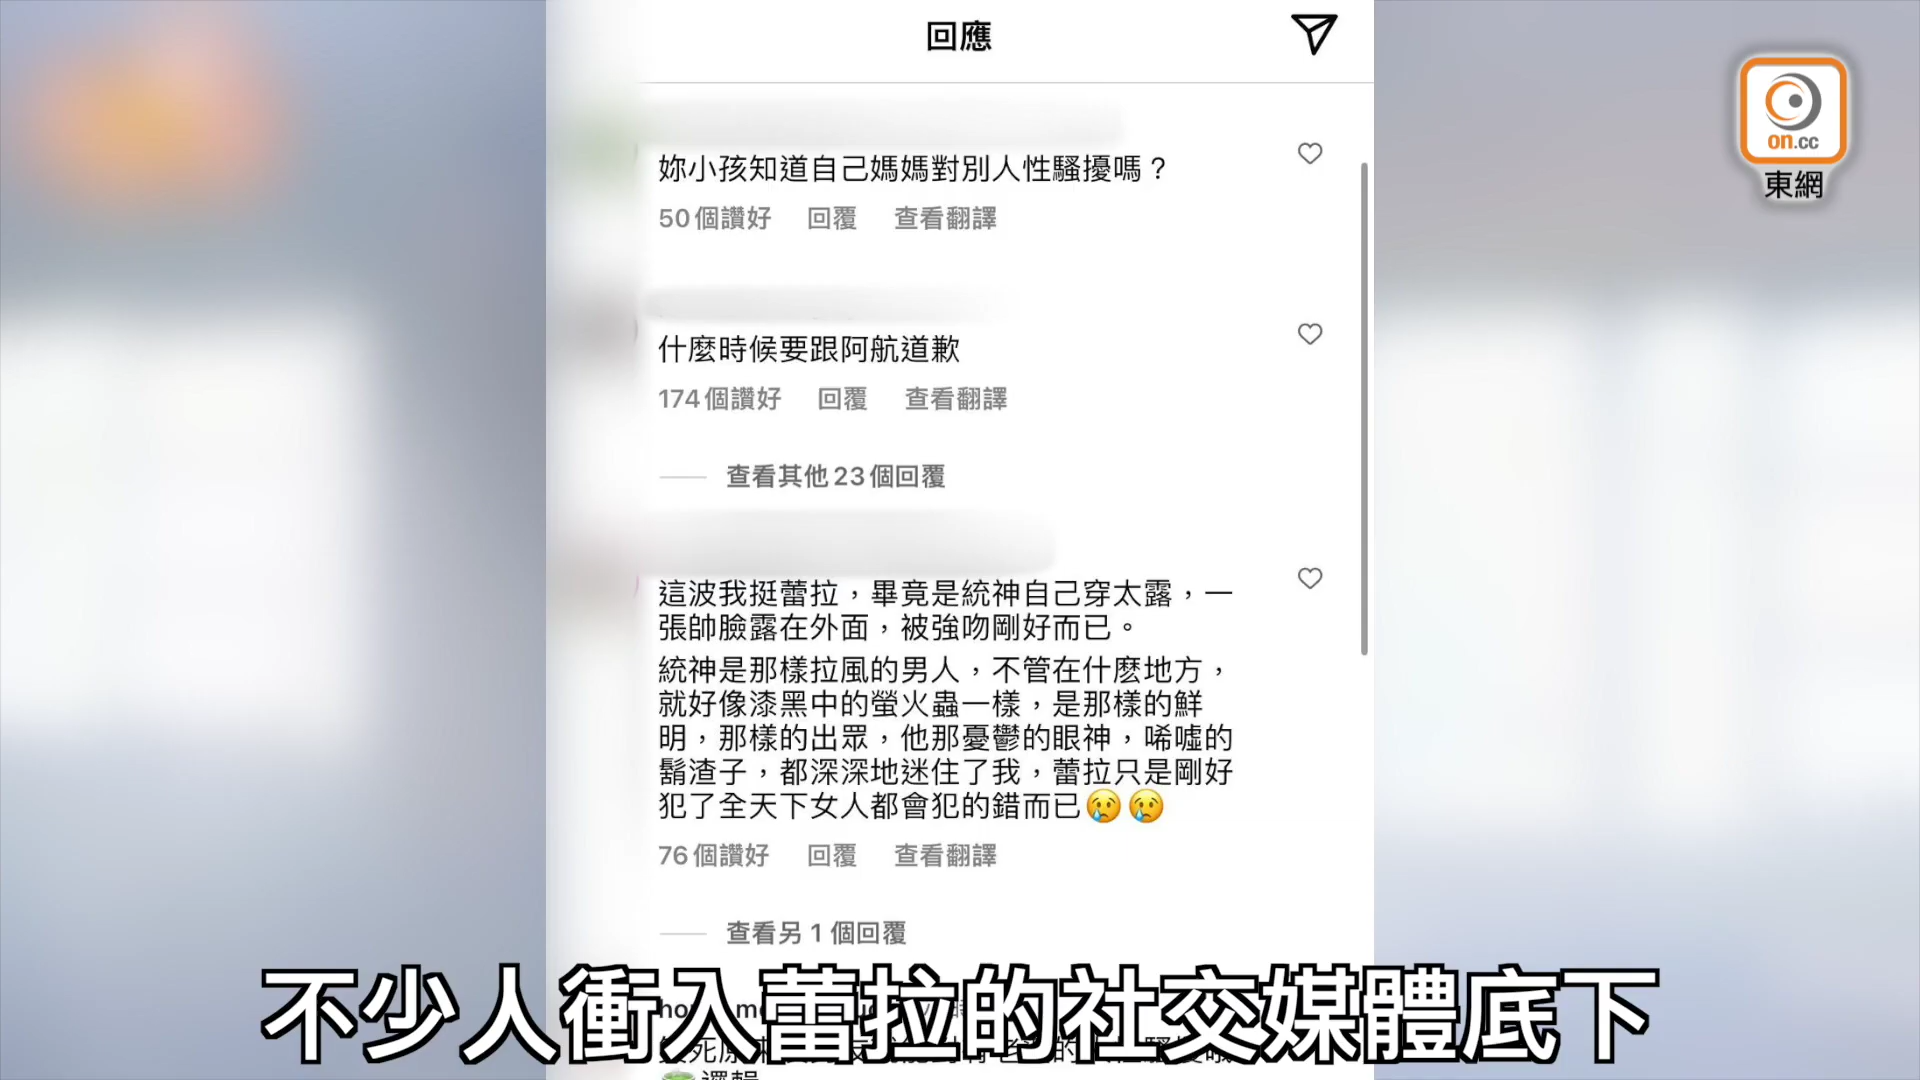 回應
on.cc
東網
妳小孩知道自己媽媽對別人性騷擾嗎？
50個讚好 回覆 查看翻譯
什麼時候要跟阿航道歉
174個讚好 回覆 查看翻譯
查看其他23個回覆
這波我挺蕾拉，畢竟是統神自己穿太露，一
張帥臉露在外面，被強吻剛好而已。
統神是那樣拉風的男人，不管在什麼地方，
就好像漆黑中的螢火蟲一樣，是那樣的鮮
明，那樣的出眾，他那憂鬱的眼神，唏噓的
鬍渣子，都深深地迷住了我，蕾拉只是剛好
犯了全天下女人都會犯的錯而已😢😢
76個讚好 回覆 查看翻譯
查看另1個回覆
不少人衝入蕾拉的社交媒體底下